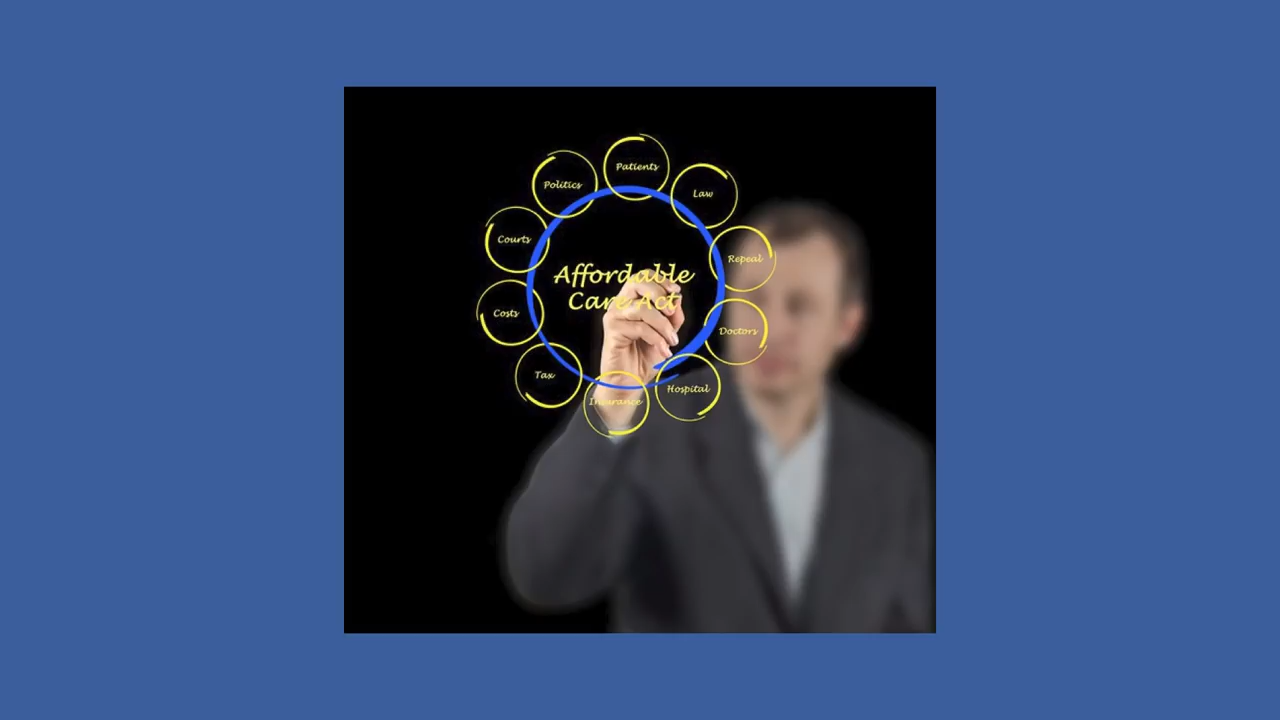 Patients
Politics
Law
Courts
Repeal
Affordable
Care Act
Costs
Doctors
Tax
Hospital
Insurance